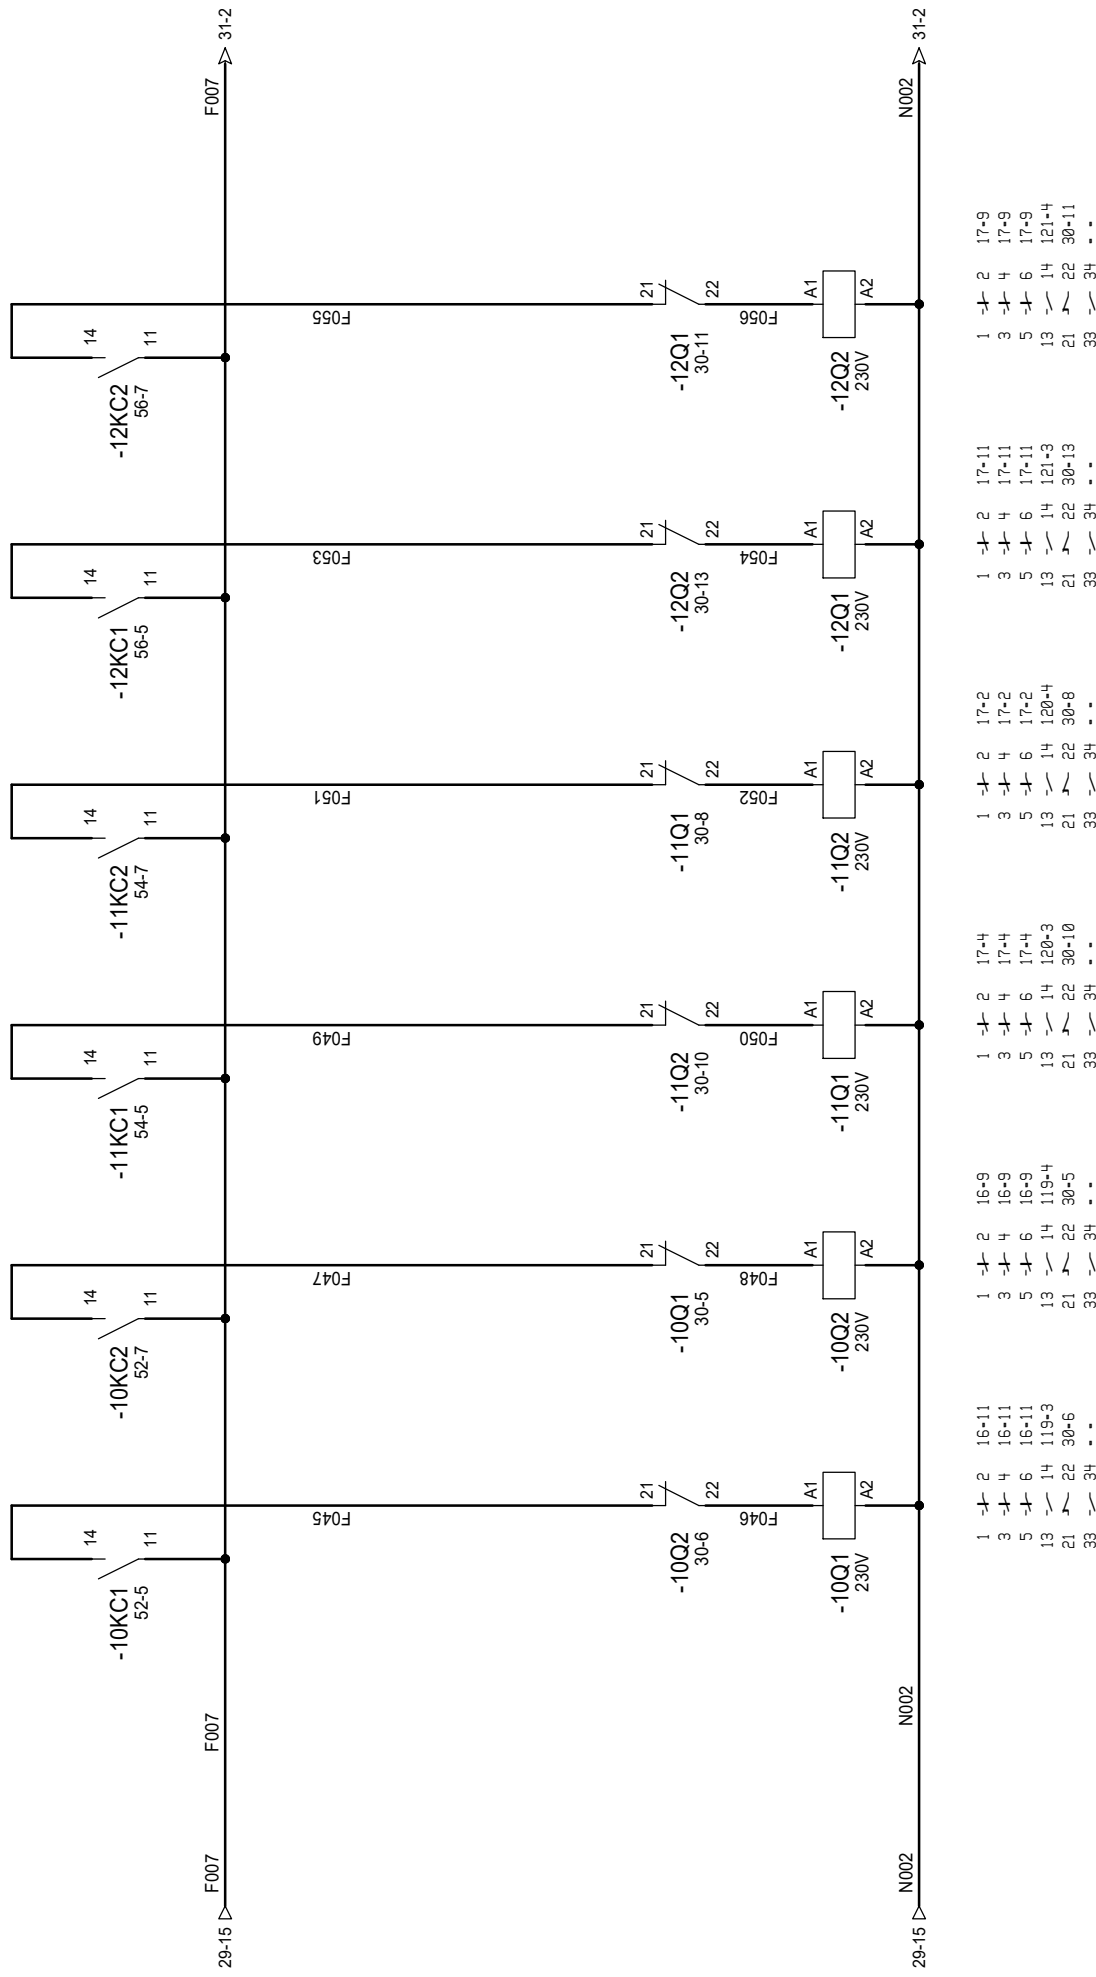 29-15
F007
F007
F007
31-2
-10KC1
52-5
14
11
-10KC2
52-7
14
11
-11KC1
54-5
14
11
-11KC2
54-7
14
11
-12KC1
56-5
14
11
-12KC2
56-7
14
11
F045
F047
F049
F051
F053
F055
-10Q2
30-6
21
22
-10Q1
30-5
21
22
-11Q2
30-10
21
22
-11Q1
30-8
21
22
-12Q2
30-13
21
22
-12Q1
30-11
21
22
F046
F048
F050
F052
F054
F056
-10Q1
230V
A1
A2
-10Q2
230V
A1
A2
-11Q1
230V
A1
A2
-11Q2
230V
A1
A2
-12Q1
230V
A1
A2
-12Q2
230V
A1
A2
29-15
N002
N002
N002
31-2
1 2 16-11
3 4 16-11
5 6 16-11
13 14 119-3
21 22 30-6
33 34 --
1 2 16-9
3 4 16-9
5 6 16-9
13 14 119-4
21 22 30-5
33 34 --
1 2 17-4
3 4 17-4
5 6 17-4
13 14 120-3
21 22 30-10
33 34 --
1 2 17-2
3 4 17-2
5 6 17-2
13 14 120-4
21 22 30-8
33 34 --
1 2 17-11
3 4 17-11
5 6 17-11
13 14 121-3
21 22 30-13
33 34 --
1 2 17-9
3 4 17-9
5 6 17-9
13 14 121-4
21 22 30-11
33 34 --